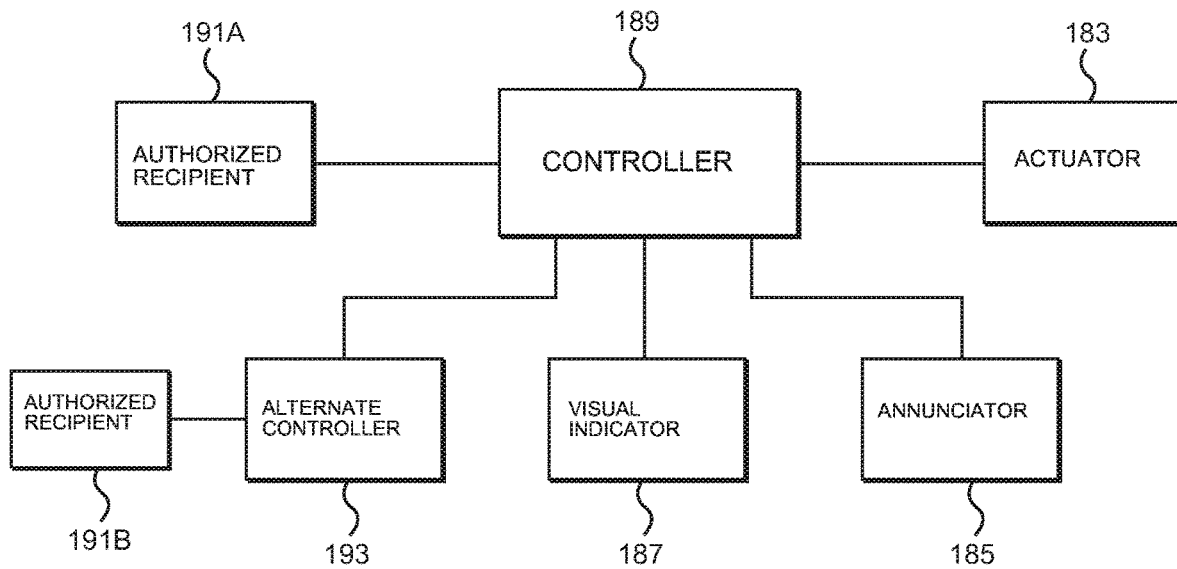 191A
189
183
AUTHORIZED
RECIPIENT
CONTROLLER
ACTUATOR
AUTHORIZED
RECIPIENT
ALTERNATE
CONTROLLER
VISUAL
INDICATOR
ANNUNCIATOR
191B
193
187
185